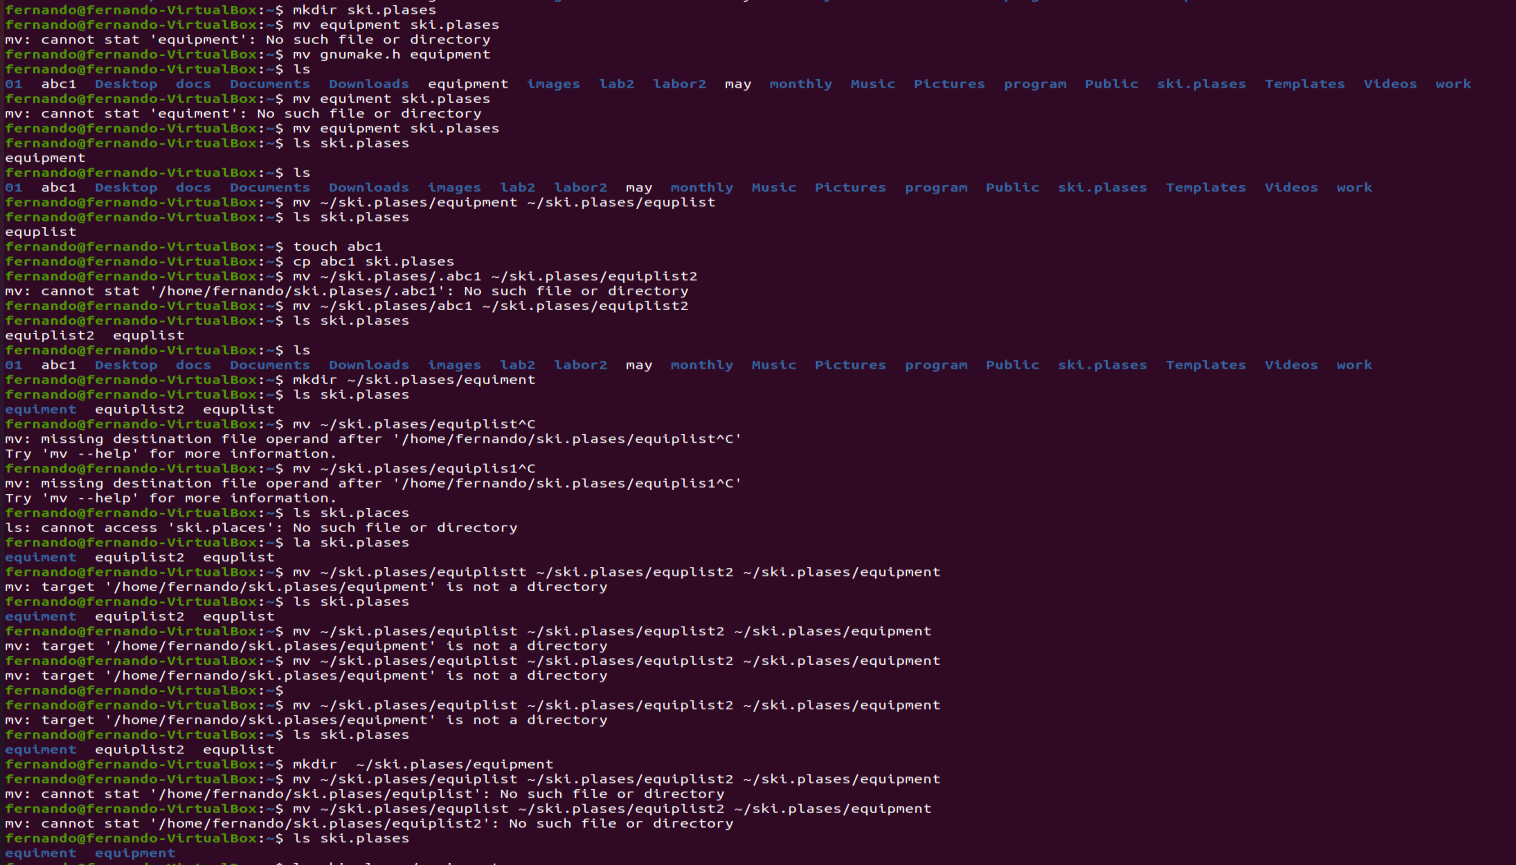 fernando@fernando-VirtualBox:~$ mkdir ski.plases
fernando@fernando-VirtualBox:~$ mv equipment ski.plases
mv: cannot stat 'equipment': No such file or directory
fernando@fernando-VirtualBox:~$ mv gnumake.h equipment
fernando@fernando-VirtualBox:~$ ls
01 abc1 Desktop docs Documents Downloads equipment images lab2 labor2 may monthly Music Pictures program Public ski.plases Templates Videos work
fernando@fernando-VirtualBox:~$ mv equiment ski.plases
mv: cannot stat 'equiment': No such file or directory
fernando@fernando-VirtualBox:~$ mv equipment ski.plases
fernando@fernando-VirtualBox:~$ ls ski.plases
equipment
fernando@fernando-VirtualBox:~$ ls
01 abc1 Desktop docs Documents Downloads images lab2 labor2 may monthly Music Pictures program Public ski.plases Templates Videos work
fernando@fernando-VirtualBox:~$ mv ~/ski.plases/equipment ~/ski.plases/equplist
fernando@fernando-VirtualBox:~$ ls ski.plases
equplist
fernando@fernando-VirtualBox:~$ touch abc1
fernando@fernando-VirtualBox:~$ cp abc1 ski.plases
fernando@fernando-VirtualBox:~$ mv ~/ski.plases/.abc1 ~/ski.plases/equiplist2
mv: cannot stat '/home/fernando/ski.plases/.abc1': No such file or directory
fernando@fernando-VirtualBox:~$ mv ~/ski.plases/abc1 ~/ski.plases/equiplist2
fernando@fernando-VirtualBox:~$ ls ski.plases
equiplist2 equplist
fernando@fernando-VirtualBox:~$ ls
01 abc1 Desktop docs Documents Downloads images lab2 labor2 may monthly Music Pictures program Public ski.plases Templates Videos work
fernando@fernando-VirtualBox:~$ mkdir ~/ski.plases/equiment
fernando@fernando-VirtualBox:~$ ls ski.plases
equiment equiplist2 equplist
fernando@fernando-VirtualBox:~$ mv ~/ski.plases/equiplist^C
mv: missing destination file operand after '/home/fernando/ski.plases/equiplist^C'
Try 'mv --help' for more information.
fernando@fernando-VirtualBox:~$ mv ~/ski.plases/equiplis1^C
mv: missing destination file operand after '/home/fernando/ski.plases/equiplis1^C'
Try 'mv --help' for more information.
fernando@fernando-VirtualBox:~$ ls ski.places
ls: cannot access 'ski.places': No such file or directory
fernando@fernando-VirtualBox:~$ la ski.plases
equiment equiplist2 equplist
fernando@fernando-VirtualBox:~$ mv ~/ski.plases/equiplistt ~/ski.plases/equplist2 ~/ski.plases/equipment
mv: target '/home/fernando/ski.plases/equipment' is not a directory
fernando@fernando-VirtualBox:~$ ls ski.plases
equiment equiplist2 equplist
fernando@fernando-VirtualBox:~$ mv ~/ski.plases/equiplist ~/ski.plases/equplist2 ~/ski.plases/equipment
mv: target '/home/fernando/ski.plases/equipment' is not a directory
fernando@fernando-VirtualBox:~$ mv ~/ski.plases/equiplist ~/ski.plases/equiplist2 ~/ski.plases/equipment
mv: target '/home/fernando/ski.plases/equipment' is not a directory
fernando@fernando-VirtualBox:~$
fernando@fernando-VirtualBox:~$ mv ~/ski.plases/equiplist ~/ski.plases/equiplist2 ~/ski.plases/equipment
mv: target '/home/fernando/ski.plases/equipment' is not a directory
fernando@fernando-VirtualBox:~$ ls ski.plases
equiment equiplist2 equplist
fernando@fernando-VirtualBox:~$ mkdir  ~/ski.plases/equipment
fernando@fernando-VirtualBox:~$ mv ~/ski.plases/equiplist ~/ski.plases/equiplist2 ~/ski.plases/equipment
mv: cannot stat '/home/fernando/ski.plases/equiplist': No such file or directory
fernando@fernando-VirtualBox:~$ mv ~/ski.plases/equplist ~/ski.plases/equiplist2 ~/ski.plases/equipment
mv: cannot stat '/home/fernando/ski.plases/equiplist2': No such file or directory
fernando@fernando-VirtualBox:~$ ls ski.plases
equiment equipment